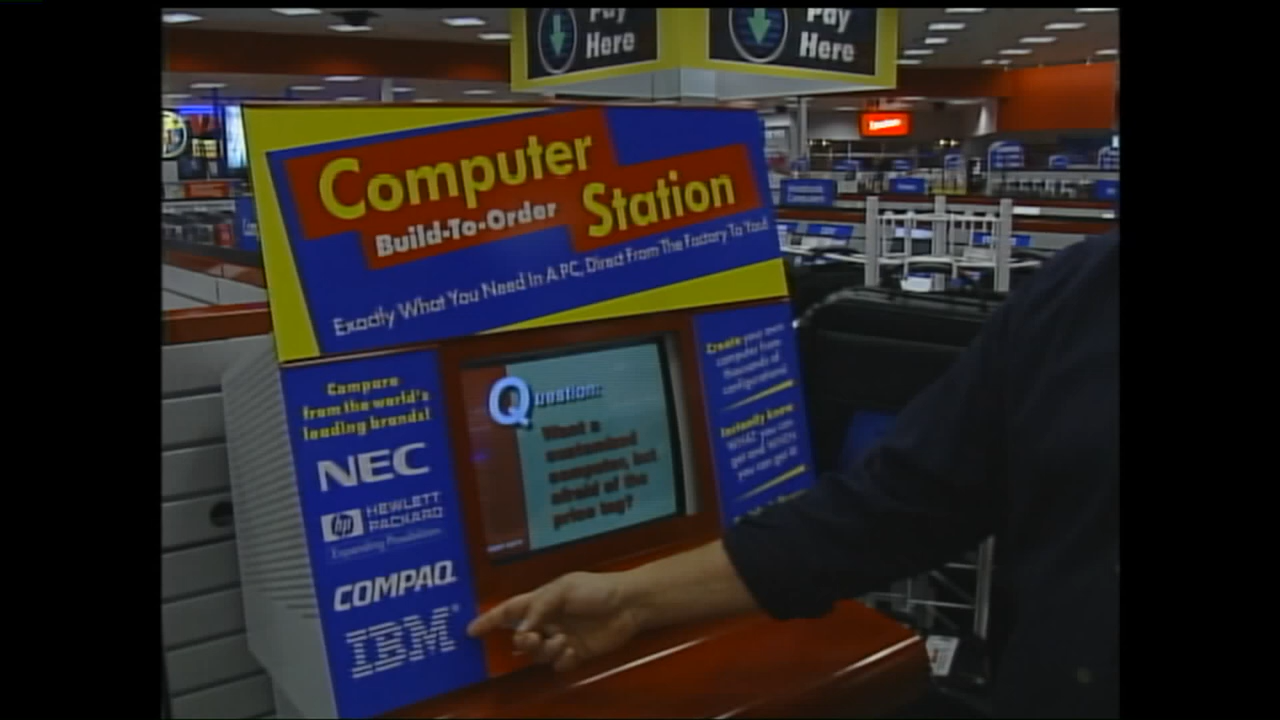 Pay
Here
Pay
Here
Computer
Build-To-Order
Station
Exactly What You Need In A PC, Direct From The Factory To You!
Compare
from the world's
leading brands!
NEC
hp HEWLETT
PACKARD
Expanding Possibilities
COMPAQ
IBM
Question:
Want a
customized
computer, but
afraid of the
price tag?
Create your own
computer from
thousands of
configurations!
Instantly know
WHAT you can
get and WHEN
you can get it!